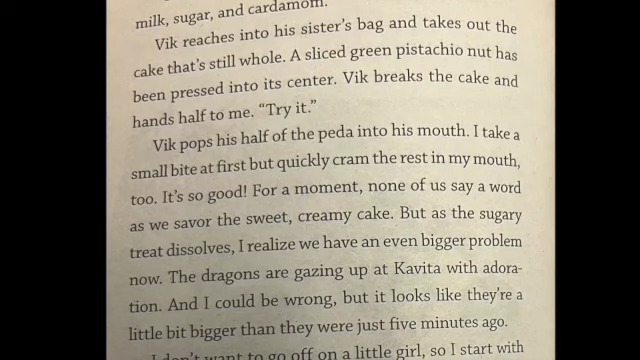 milk, sugar, and cardamom.
Vik reaches into his sister's bag and takes out the
cake that's still whole. A sliced green pistachio nut has
been pressed into its center. Vik breaks the cake and
hands half to me. “Try it.”
Vik pops his half of the peda into his mouth. I take a
small bite at first but quickly cram the rest in my mouth,
too. It's so good! For a moment, none of us say a word
as we savor the sweet, creamy cake. But as the sugary
treat dissolves, I realize we have an even bigger problem
now. The dragons are gazing up at Kavita with adora-
tion. And I could be wrong, but it looks like they're a
little bit bigger than they were just five minutes ago.
I don't want to go off on a little girl, so I start with